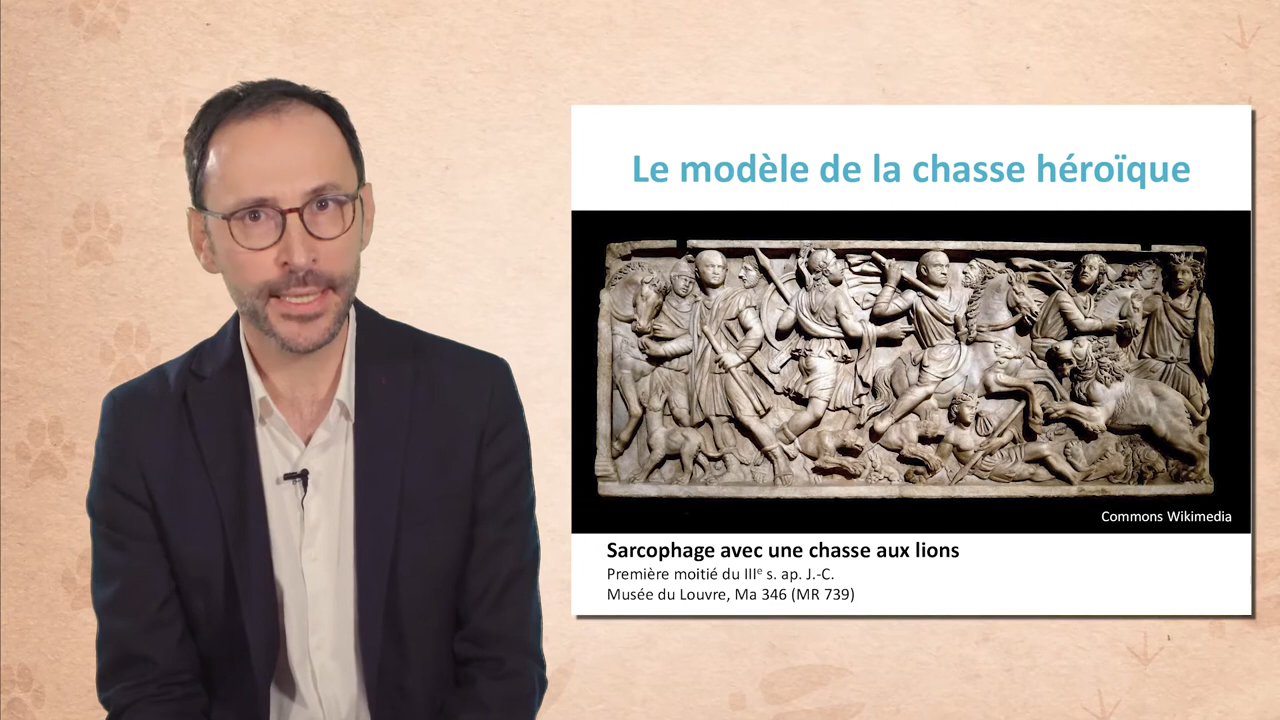 Le modèle de la chasse héroïque
Commons Wikimedia
Sarcophage avec une chasse aux lions
Première moitié du IIIe s. ap. J.-C.
Musée du Louvre, Ma 346 (MR 739)